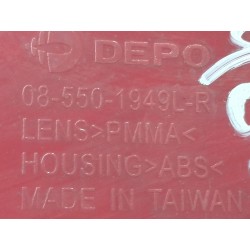 DEPO
08-550-1949L-R
LENS>PMMA<
HOUSING>ABS<
MADE IN TAIWAN